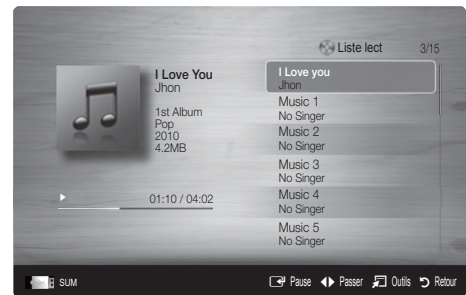 Liste lect 3/15
I Love You
Jhon
1st Album
Pop
2010
4.2MB
01:10 / 04:02
I Love you
Jhon
Music 1
No Singer
Music 2
No Singer
Music 3
No Singer
Music 4
No Singer
Music 5
No Singer
SUM
Pause Passer Outils Retour